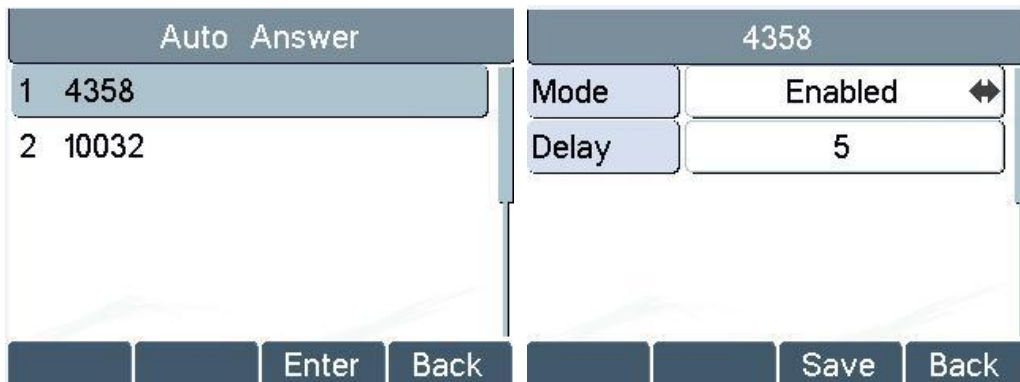 Auto Answer
1 4358
2 10032
Enter Back
4358
Mode Enabled
Delay 5
Save Back